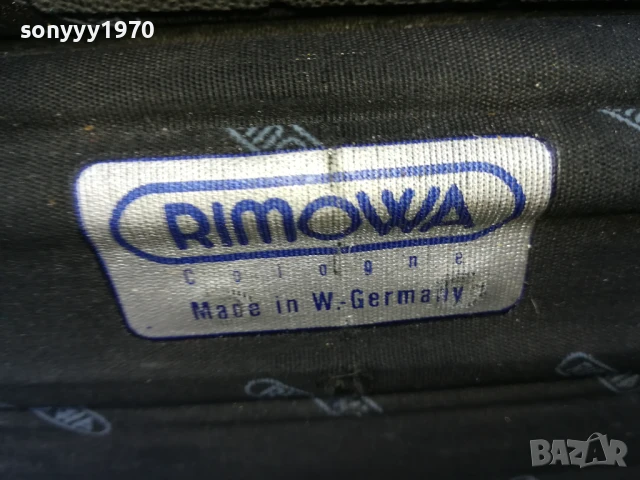 sonyyy1970
RIMOWA
Cologne
Made in W.-Germany
BAZAR